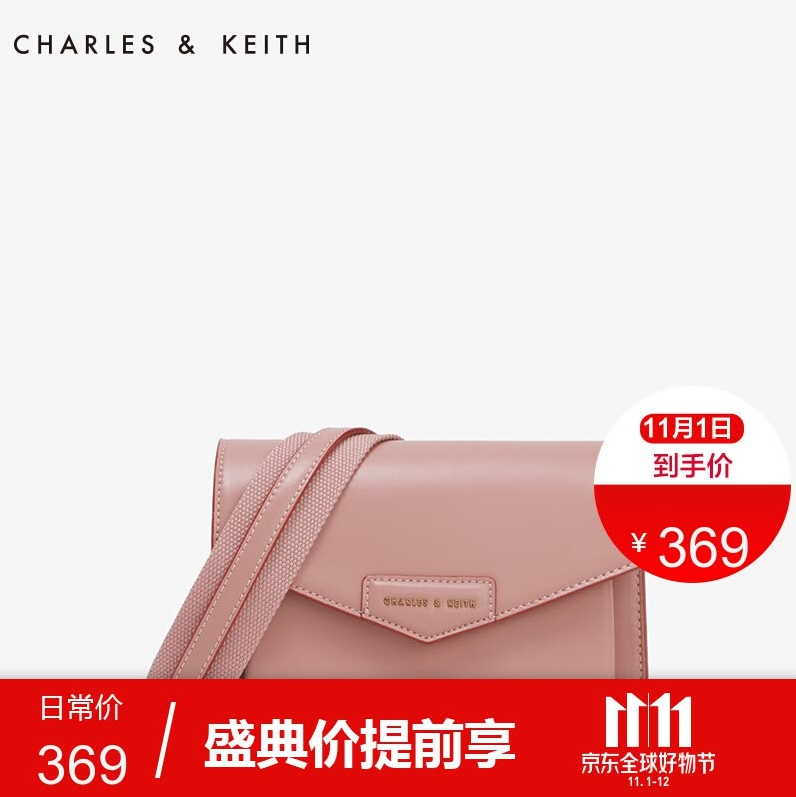 CHARLES & KEITH
11月1日
到手价
¥ 369
CHARLES & KEITH
日常价
369
盛典价提前享
11.11
京东全球好物节
11.1-12